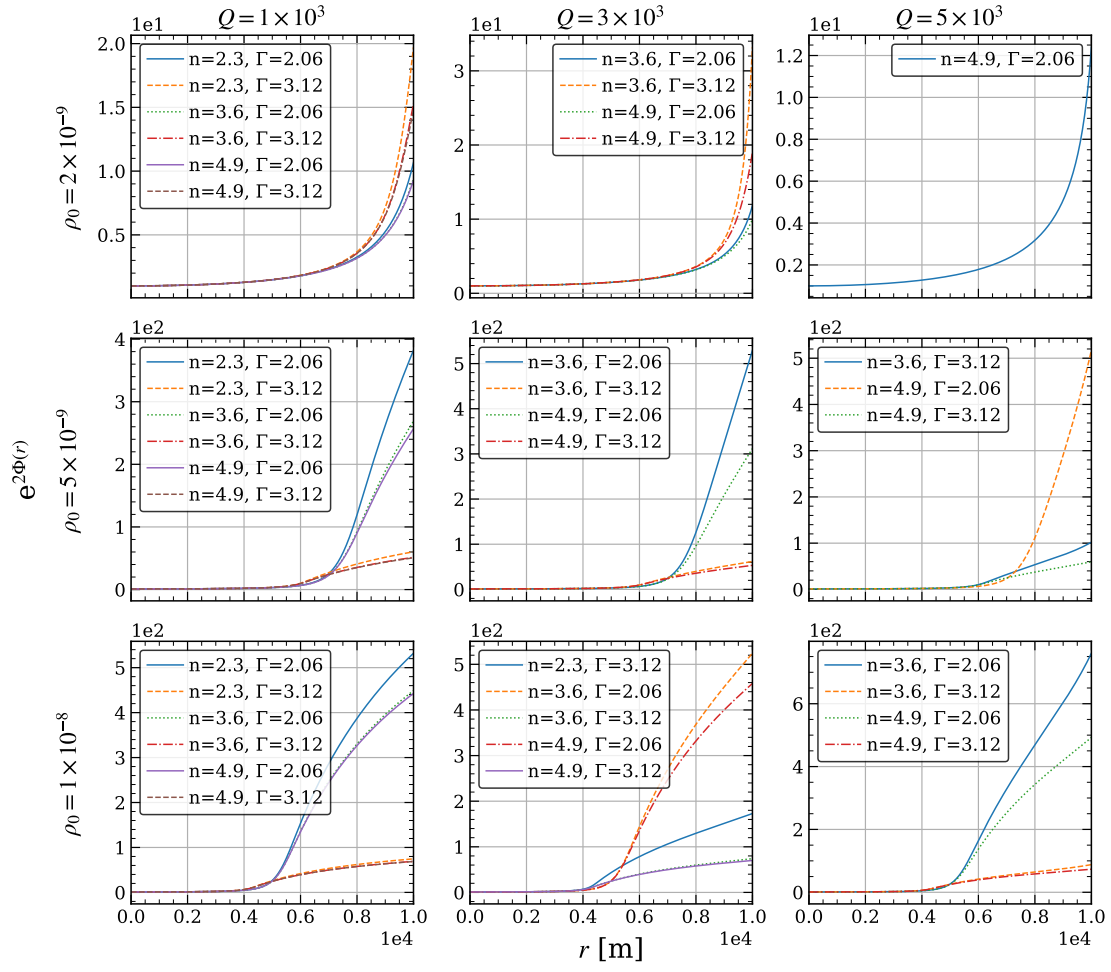 Q = 1 × 10³
Q = 3 × 10³
Q = 5 × 10³
ρ₀ = 2 × 10⁻⁹
1e1
2.0
1.5
1.0
0.5
n=2.3, Γ=2.06
n=2.3, Γ=3.12
n=3.6, Γ=2.06
n=3.6, Γ=3.12
n=4.9, Γ=2.06
n=4.9, Γ=3.12
1e1
3
2
1
0
n=3.6, Γ=2.06
n=3.6, Γ=3.12
n=4.9, Γ=2.06
n=4.9, Γ=3.12
1e1
1.2
1.0
0.8
0.6
0.4
0.2
n=4.9, Γ=2.06
e^{2Φ(r)}
ρ₀ = 5 × 10⁻⁹
1e2
4
3
2
1
0
n=2.3, Γ=2.06
n=2.3, Γ=3.12
n=3.6, Γ=2.06
n=3.6, Γ=3.12
n=4.9, Γ=2.06
n=4.9, Γ=3.12
1e2
5
4
3
2
1
0
n=3.6, Γ=2.06
n=3.6, Γ=3.12
n=4.9, Γ=2.06
n=4.9, Γ=3.12
1e2
5
4
3
2
1
0
n=3.6, Γ=3.12
n=4.9, Γ=2.06
n=4.9, Γ=3.12
ρ₀ = 1 × 10⁻⁸
1e2
5
4
3
2
1
0
n=2.3, Γ=2.06
n=2.3, Γ=3.12
n=3.6, Γ=2.06
n=3.6, Γ=3.12
n=4.9, Γ=2.06
n=4.9, Γ=3.12
0.0 0.2 0.4 0.6 0.8 1.0
1e4
1e2
5
4
3
2
1
0
n=2.3, Γ=3.12
n=3.6, Γ=2.06
n=3.6, Γ=3.12
n=4.9, Γ=2.06
n=4.9, Γ=3.12
0.0 0.2 0.4 0.6 0.8 1.0
1e4
1e2
6
4
2
0
n=3.6, Γ=2.06
n=3.6, Γ=3.12
n=4.9, Γ=2.06
n=4.9, Γ=3.12
0.0 0.2 0.4 0.6 0.8 1.0
1e4
r [m]